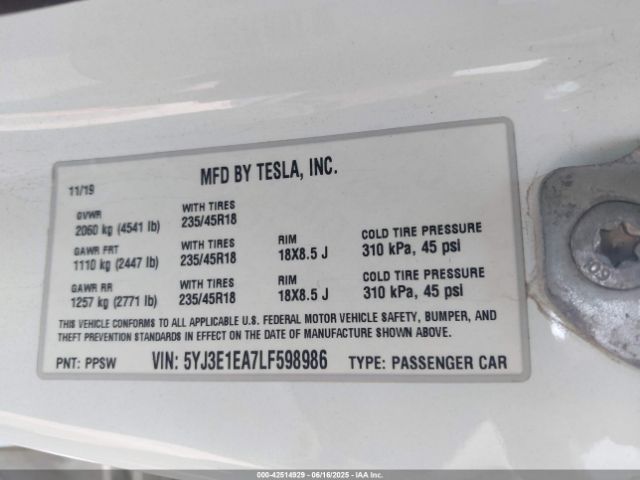 MFD BY TESLA, INC.
11/19
GVWR
2060 kg (4541 lb)
WITH TIRES
235/45R18
GAWR FRT
1110 kg (2447 lb)
WITH TIRES
235/45R18
RIM
18X8.5 J
COLD TIRE PRESSURE
310 kPa, 45 psi
GAWR RR
1257 kg (2771 lb)
WITH TIRES
235/45R18
RIM
18X8.5 J
COLD TIRE PRESSURE
310 kPa, 45 psi
THIS VEHICLE CONFORMS TO ALL APPLICABLE U.S. FEDERAL MOTOR VEHICLE SAFETY, BUMPER, AND
THEFT PREVENTION STANDARDS IN EFFECT ON THE DATE OF MANUFACTURE SHOWN ABOVE.
PNT: PPSW VIN: 5YJ3E1EA7LF598986 TYPE: PASSENGER CAR
000-42514929 - 06/16/2025 - IAA Inc.